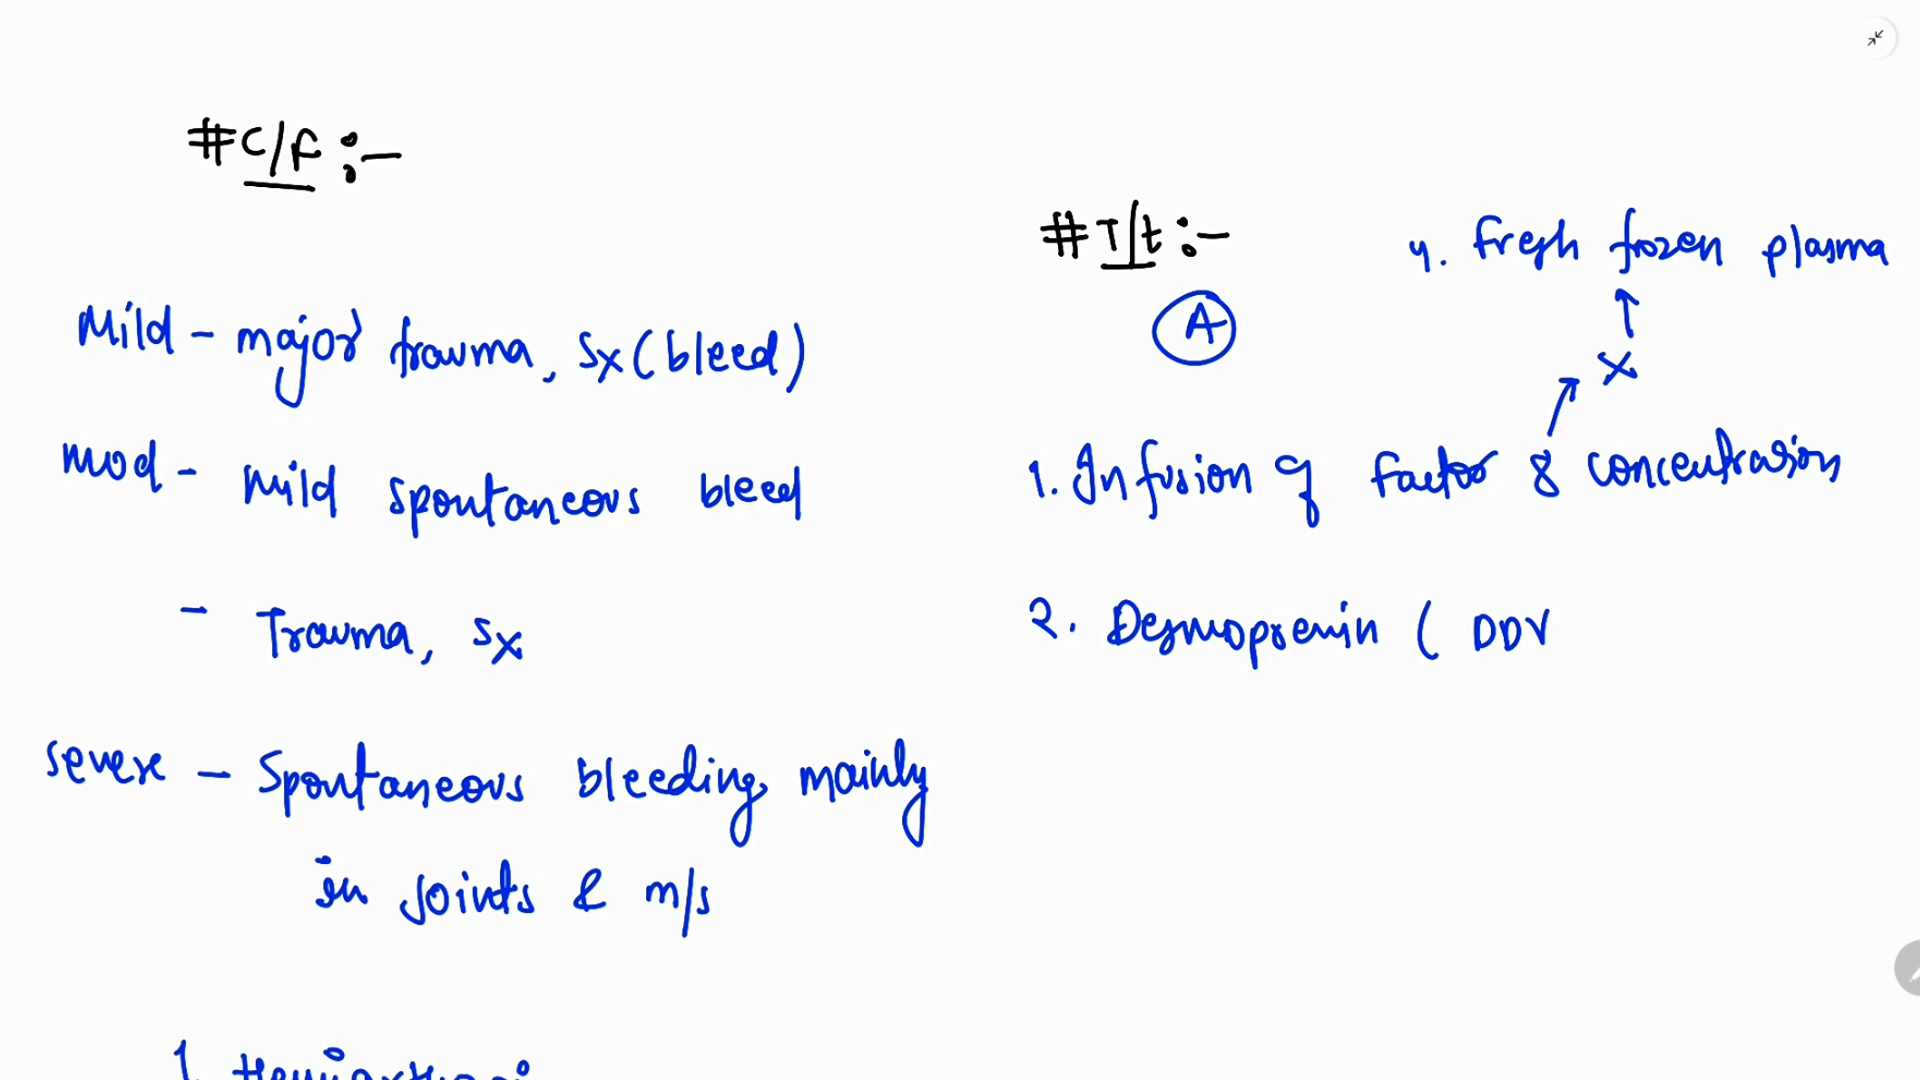 #C/F :-
Mild - major trauma, Sx (bleed)
Mod - Mild spontaneous bleed
- Trauma, Sx
Severe - Spontaneous bleeding, mainly
in joints & m/s
#T/t :-
A
4. Fresh frozen plasma
X
1. Infusion of factor 8 concentration
2. Desmopressin ( DDV